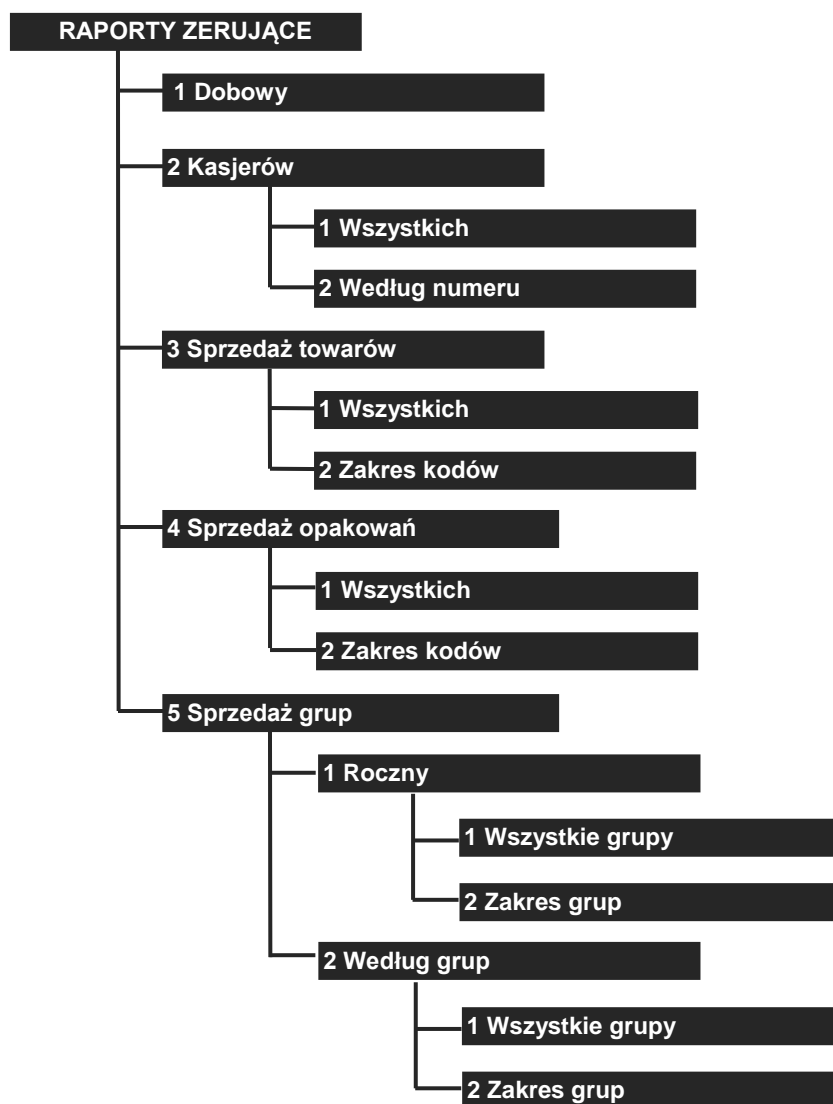 RAPORTY ZERUJĄCE
1 Dobowy
2 Kasjerów
1 Wszystkich
2 Według numeru
3 Sprzedaż towarów
1 Wszystkich
2 Zakres kodów
4 Sprzedaż opakowań
1 Wszystkich
2 Zakres kodów
5 Sprzedaż grup
1 Roczny
1 Wszystkie grupy
2 Zakres grup
2 Według grup
1 Wszystkie grupy
2 Zakres grup